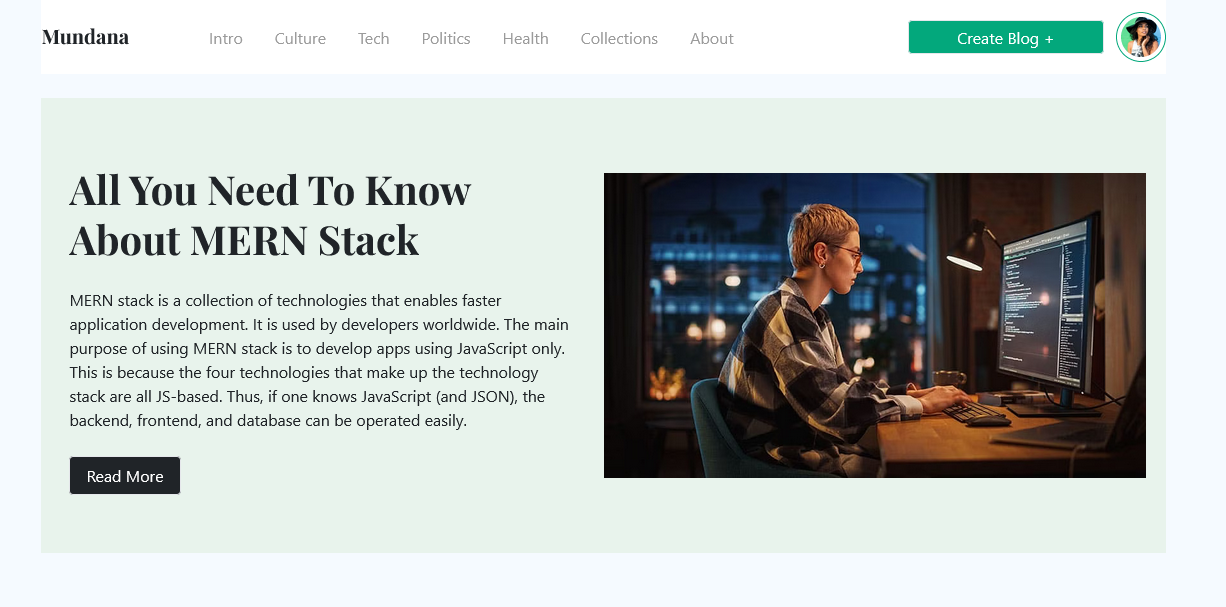 Mundana
Intro
Culture
Tech
Politics
Health
Collections
About
Create Blog +
All You Need To Know
About MERN Stack
MERN stack is a collection of technologies that enables faster
application development. It is used by developers worldwide. The main
purpose of using MERN stack is to develop apps using JavaScript only.
This is because the four technologies that make up the technology
stack are all JS-based. Thus, if one knows JavaScript (and JSON), the
backend, frontend, and database can be operated easily.
Read More